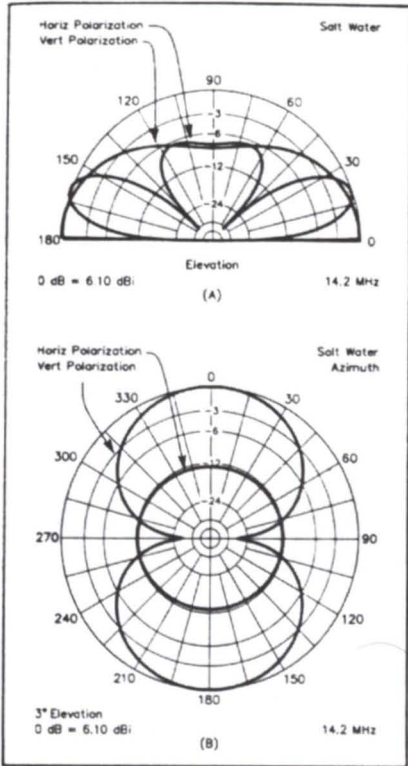 Horiz Polarization
Vert Polarization
Salt Water
90
120
60
-3
-6
150
30
-12
-24
180
0
Elevation
0 dB = 6.10 dBi
14.2 MHz
(A)
Horiz Polarization
Vert Polarization
Salt Water
Azimuth
0
330
30
-3
-6
300
60
-12
-24
270
90
240
120
210
150
180
3° Elevation
0 dB = 6.10 dBi
14.2 MHz
(B)